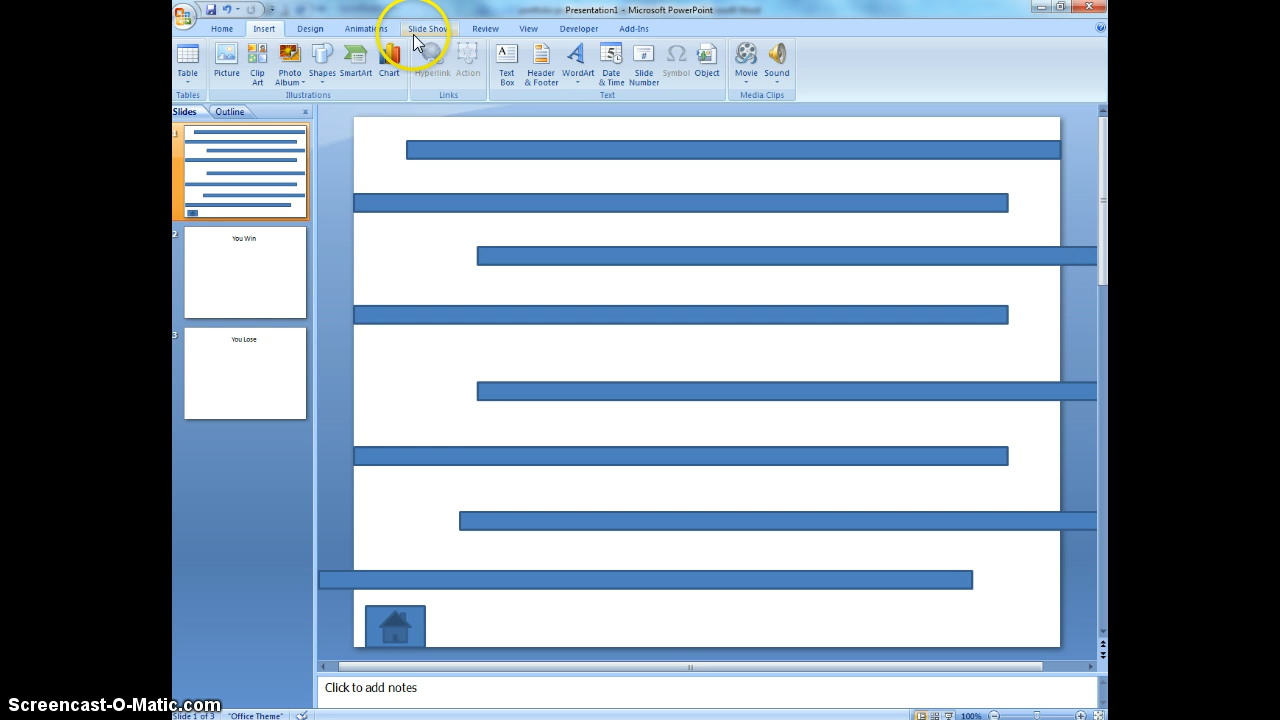 Presentation1 - Microsoft PowerPoint
Home Insert Design Animations Slide Show Review View Developer Add-Ins
Table Picture Clip Art Photo Album Shapes SmartArt Chart Hyperlink Action Text Box Header & Footer WordArt Date & Time Slide Number Symbol Object Movie Sound
Tables Illustrations Links Text Media Clips
Slides Outline
1
2
You Win
3
You Lose
Click to add notes
Slide 1 of 3 "Office Theme" 100%
Screencast-O-Matic.com